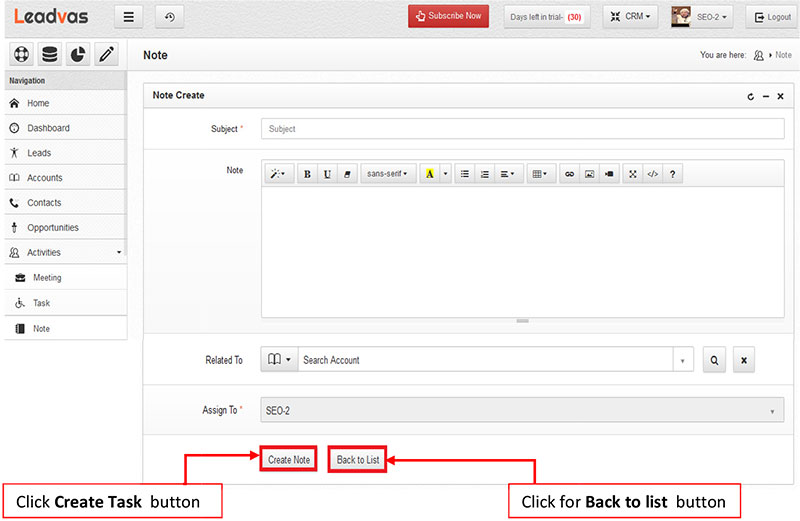 Leadvas
Subscribe Now
Days left in trial- (30)
CRM
SEO-2
Logout
Note
You are here: Note
Navigation
Home
Dashboard
Leads
Accounts
Contacts
Opportunities
Activities
Meeting
Task
Note
Note Create
Subject *
Subject
Note
B U sans-serif A </> ?
Related To
Search Account
Assign To *
SEO-2
Create Note
Back to List
Click Create Task button
Click for Back to list button